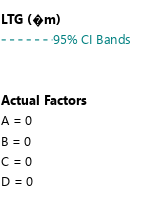 LTG (�m)
95% CI Bands
Actual Factors
A = 0
B = 0
C = 0
D = 0